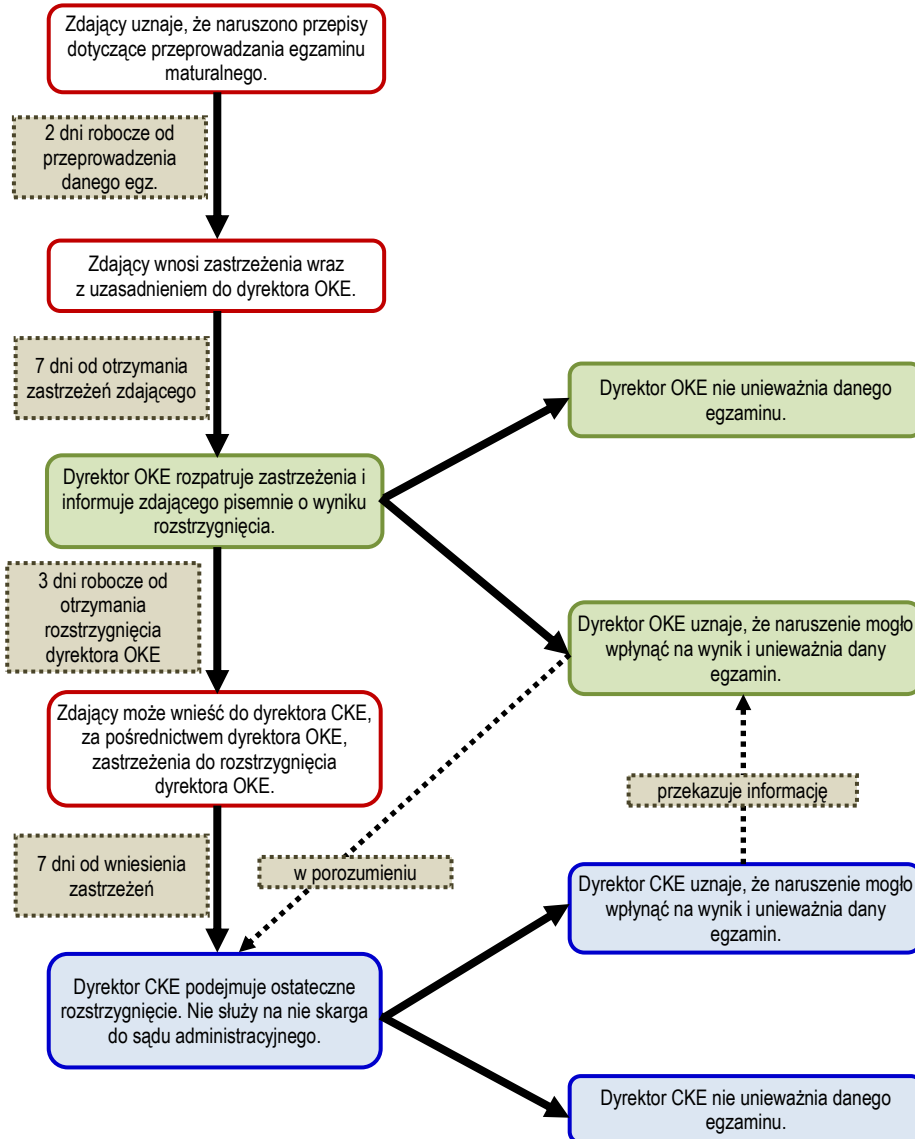 Zdający uznaje, że naruszono przepisy
dotyczące przeprowadzania egzaminu
maturalnego.
2 dni robocze od
przeprowadzenia
danego egz.
Zdający wnosi zastrzeżenia wraz
z uzasadnieniem do dyrektora OKE.
7 dni od otrzymania
zastrzeżeń zdającego
Dyrektor OKE nie unieważnia danego
egzaminu.
Dyrektor OKE rozpatruje zastrzeżenia i
informuje zdającego pisemnie o wyniku
rozstrzygnięcia.
3 dni robocze od
otrzymania
rozstrzygnięcia
dyrektora OKE
Dyrektor OKE uznaje, że naruszenie mogło
wpłynąć na wynik i unieważnia dany
egzamin.
Zdający może wnieść do dyrektora CKE,
za pośrednictwem dyrektora OKE,
zastrzeżenia do rozstrzygnięcia
dyrektora OKE.
przekazuje informację
7 dni od wniesienia
zastrzeżeń
w porozumieniu
Dyrektor CKE uznaje, że naruszenie mogło
wpłynąć na wynik i unieważnia dany
egzamin.
Dyrektor CKE podejmuje ostateczne
rozstrzygnięcie. Nie służy na nie skarga
do sądu administracyjnego.
Dyrektor CKE nie unieważnia danego
egzaminu.